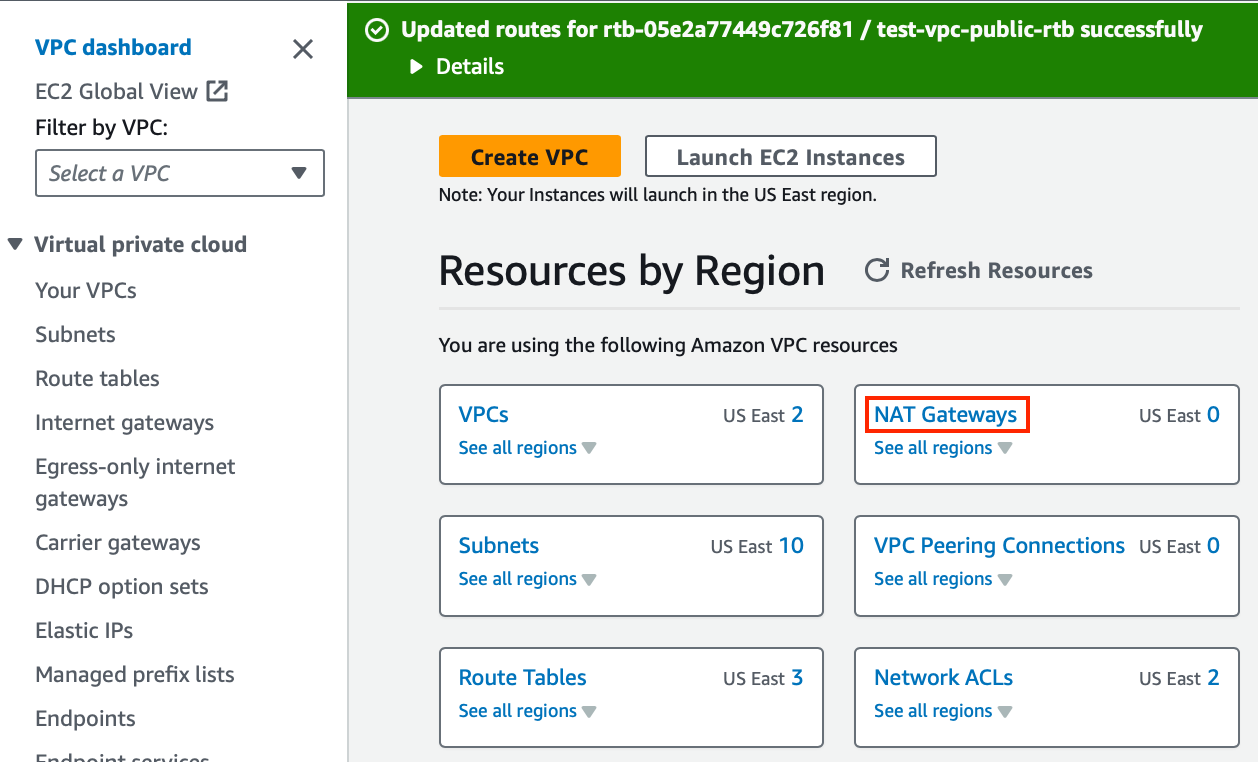 VPC dashboard
EC2 Global View
Filter by VPC:
Select a VPC
Virtual private cloud
Your VPCs
Subnets
Route tables
Internet gateways
Egress-only internet
gateways
Carrier gateways
DHCP option sets
Elastic IPs
Managed prefix lists
Endpoints
Endpoint services
Updated routes for rtb-05e2a77449c726f81 / test-vpc-public-rtb successfully
Details
Create VPC
Launch EC2 Instances
Note: Your Instances will launch in the US East region.
Resources by Region
Refresh Resources
You are using the following Amazon VPC resources
VPCs US East 2
See all regions
NAT Gateways US East 0
See all regions
Subnets US East 10
See all regions
VPC Peering Connections US East 0
See all regions
Route Tables US East 3
See all regions
Network ACLs US East 2
See all regions